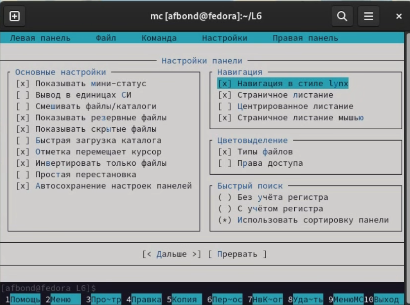 mc [afbond@fedora]:~/L6
Левая панель Файл Команда Настройки Правая панель
Настройки панели
Основные настройки
[x] Показывать мини-статус
[ ] Вывод в единицах СИ
[ ] Смешивать файлы/каталоги
[x] Показывать резервные файлы
[x] Показывать скрытые файлы
[ ] Быстрая загрузка каталога
[x] Отметка перемещает курсор
[x] Инвертировать только файлы
[ ] Простая перестановка
[x] Автосохранение настроек панелей
Навигация
[x] Навигация в стиле lynx
[x] Страничное листание
[ ] Центрированное листание
[x] Страничное листание мышью
Цветовыделение
[x] Типы файлов
[ ] Права доступа
Быстрый поиск
( ) Без учёта регистра
( ) С учётом регистра
(*) Использовать сортировку панели
[< Дальше >] [ Прервать ]
[afbond@fedora L6]$
1Помощь 2Меню 3Про~тр 4Правка 5Копия 6Пер~ос 7НвК~ог 8Уда~ть 9МенюMC 10Выход